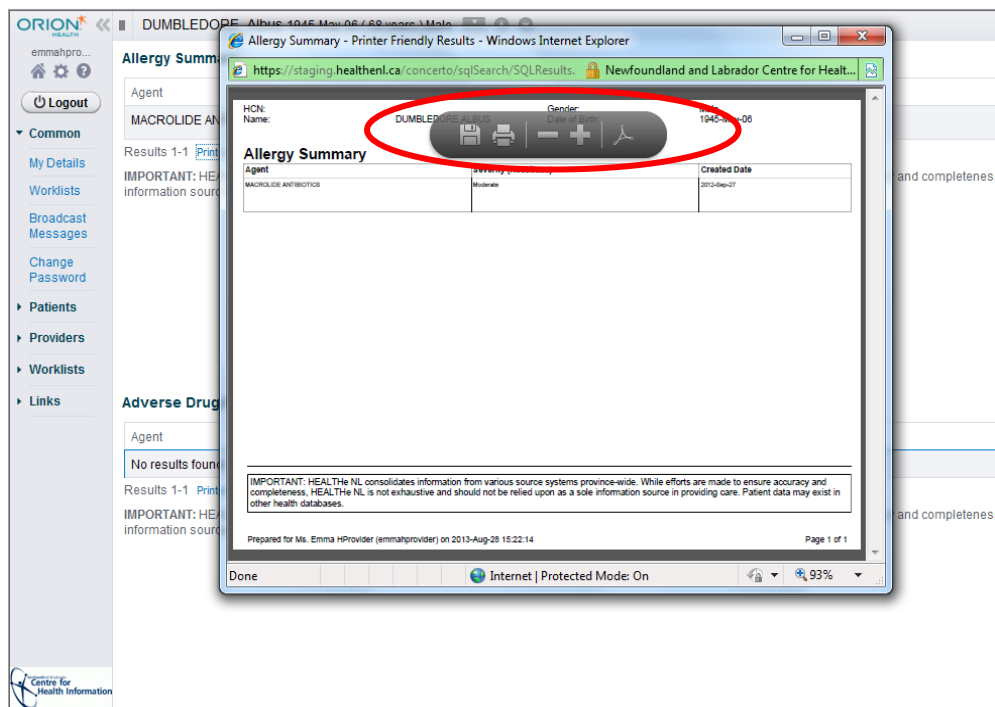 ORION
HEALTH
emmahpro...
Logout
Common
My Details
Worklists
Broadcast
Messages
Change
Password
Patients
Providers
Worklists
Links
Centre for
Health Information
DUMBLEDORE, Albus 1945-May-06 ( 68 years ) Male
Allergy Summa
Agent
MACROLIDE AN
Results 1-1 Print
IMPORTANT: HEA
information sourc
and completenes
Adverse Drug
Agent
No results foun
Results 1-1 Print
IMPORTANT: HEA
information sourc
and completenes
Allergy Summary - Printer Friendly Results - Windows Internet Explorer
https://staging.healthenl.ca/concerto/sqlSearch/SQLResults. Newfoundland and Labrador Centre for Healt...
HCN: Gender: Male
Name: DUMBLEDORE, ALBUS Date of Birth: 1945-May-06
Allergy Summary
Agent Created Date
MACROLIDE ANTIBIOTICS Moderate 2012-Sep-27
IMPORTANT: HEALTHe NL consolidates information from various source systems province-wide. While efforts are made to ensure accuracy and
completeness, HEALTHe NL is not exhaustive and should not be relied upon as a sole information source in providing care. Patient data may exist in
other health databases.
Prepared for Ms. Emma HProvider (emmahprovider) on 2013-Aug-28 15:22:14 Page 1 of 1
Done Internet | Protected Mode: On 93%